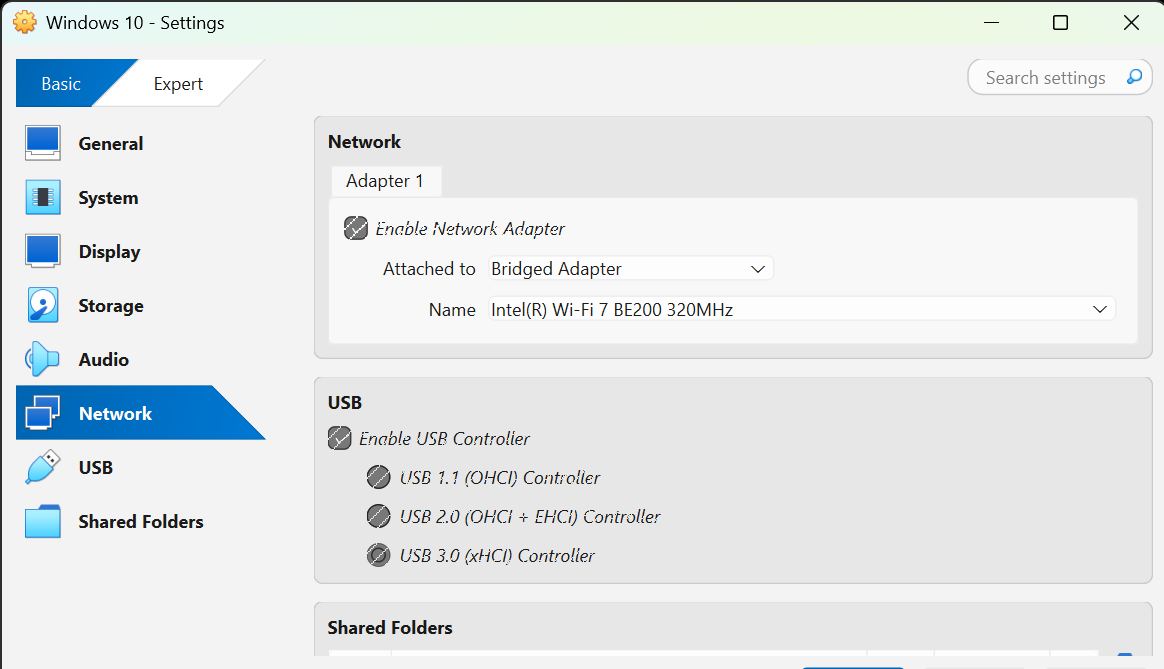 Windows 10 - Settings
Basic
Expert
Search settings
General
System
Display
Storage
Audio
Network
USB
Shared Folders
Network
Adapter 1
Enable Network Adapter
Attached to Bridged Adapter
Name Intel(R) Wi-Fi 7 BE200 320MHz
USB
Enable USB Controller
USB 1.1 (OHCI) Controller
USB 2.0 (OHCI + EHCI) Controller
USB 3.0 (xHCI) Controller
Shared Folders